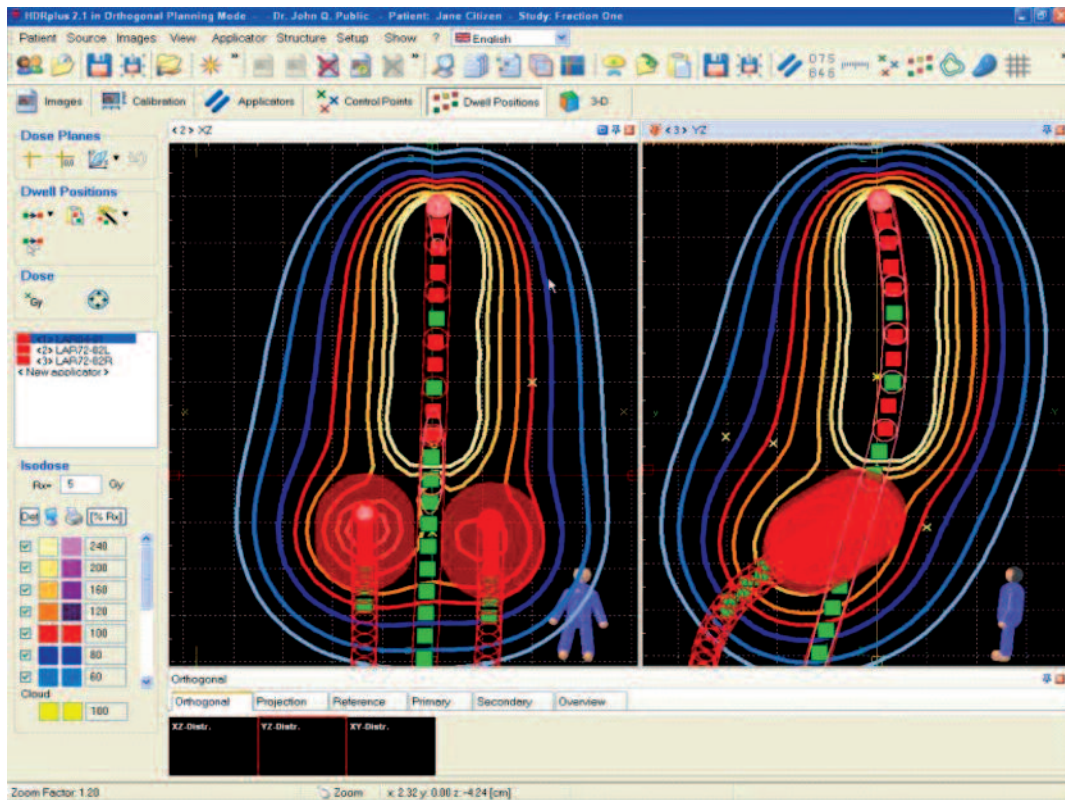 HDRplus 2.1 in Orthogonal Planning Mode - - Dr. John Q. Public - Patient: Jane Citizen - Study: Fraction One
Patient Source Images View Applicator Structure Setup Show ? English
Images Calibration Applicators Control Points Dwell Positions 3-D
Dose Planes
Dwell Positions
Dose
Gy
<2> LAR72-82L
<3> LAR72-82R
< New applicator >
Isodose
Rx= 5 Gy
Def [% Rx]
240
200
160
120
100
80
60
Cloud
100
<2> XZ
<3> YZ
Orthogonal
Orthogonal Projection Reference Primary Secondary Overview
XZ-Distr. YZ-Distr. XY-Distr.
Zoom Factor: 1.20 Zoom x: 2.32 y: 0.00 z: -4.24 [cm]